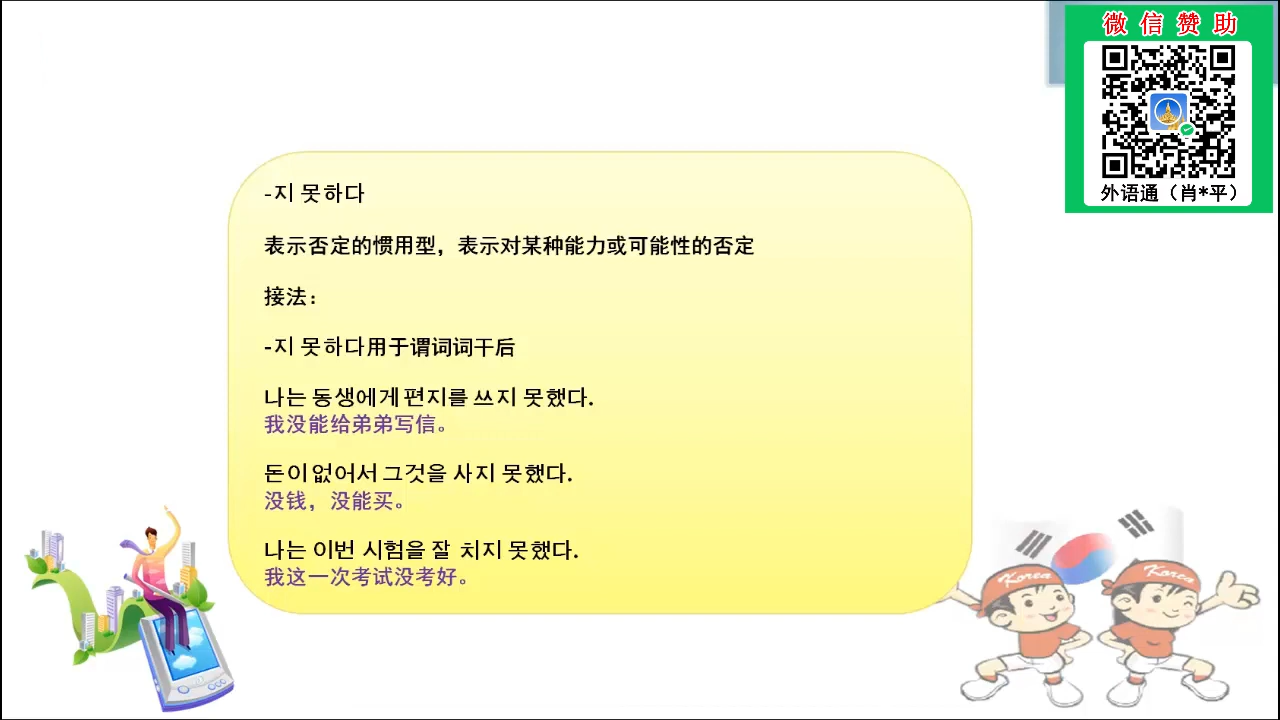 微信赞助
外语通（肖*平）
-지 못하다
表示否定的惯用型，表示对某种能力或可能性的否定
接法：
-지 못하다用于谓词词干后
나는 동생에게 편지를 쓰지 못했다.
我没能给弟弟写信。
돈이 없어서 그것을 사지 못했다.
没钱，没能买。
나는 이번 시험을 잘 치지 못했다.
我这一次考试没考好。
Korea
Korea